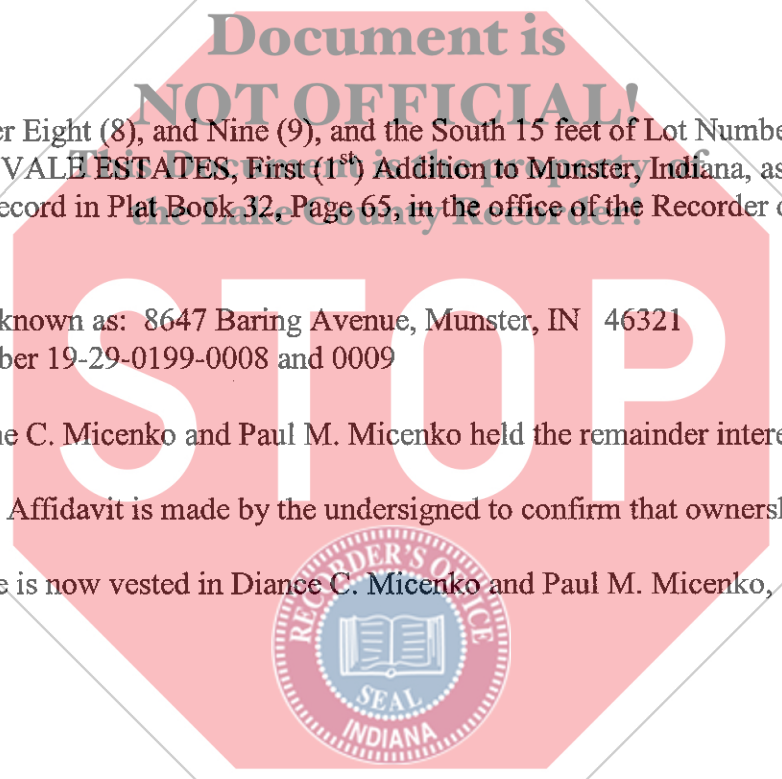 Document is
NOT OFFICIAL!
er Eight (8), and Nine (9), and the South 15 feet of Lot Numbe
VALE ESTATES, First (1st) Addition to Munster, Indiana, as
This Document is the property of
ecord in Plat Book 32, Page 65, in the office of the Recorder
the Lake County Recorder!
known as: 8647 Baring Avenue, Munster, IN 46321
ber 19-29-0199-0008 and 0009
STOP
ne C. Micenko and Paul M. Micenko held the remainder intere
Affidavit is made by the undersigned to confirm that owners
e is now vested in Diance C. Micenko and Paul M. Micenko,
RECORDER'S OFFICE
SEAL
INDIANA